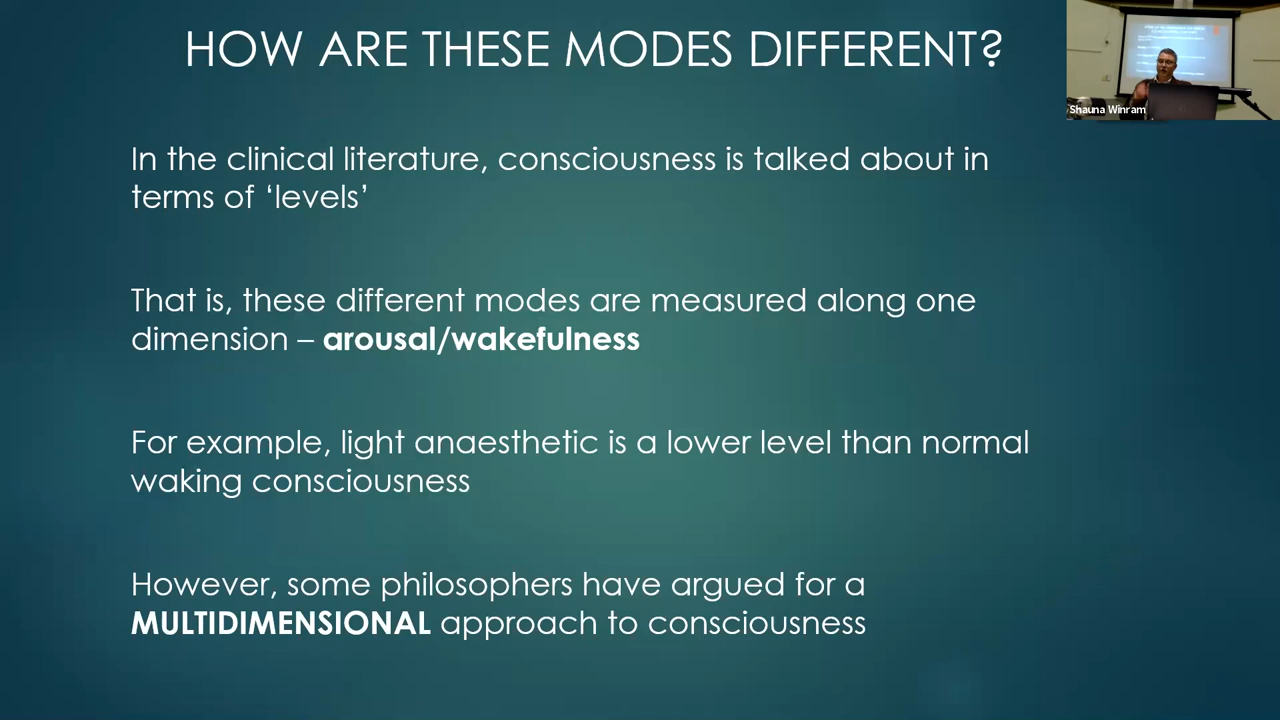 HOW ARE THESE MODES DIFFERENT?
Shauna Winram
In the clinical literature, consciousness is talked about in
terms of ‘levels’
That is, these different modes are measured along one
dimension – arousal/wakefulness
For example, light anaesthetic is a lower level than normal
waking consciousness
However, some philosophers have argued for a
MULTIDIMENSIONAL approach to consciousness